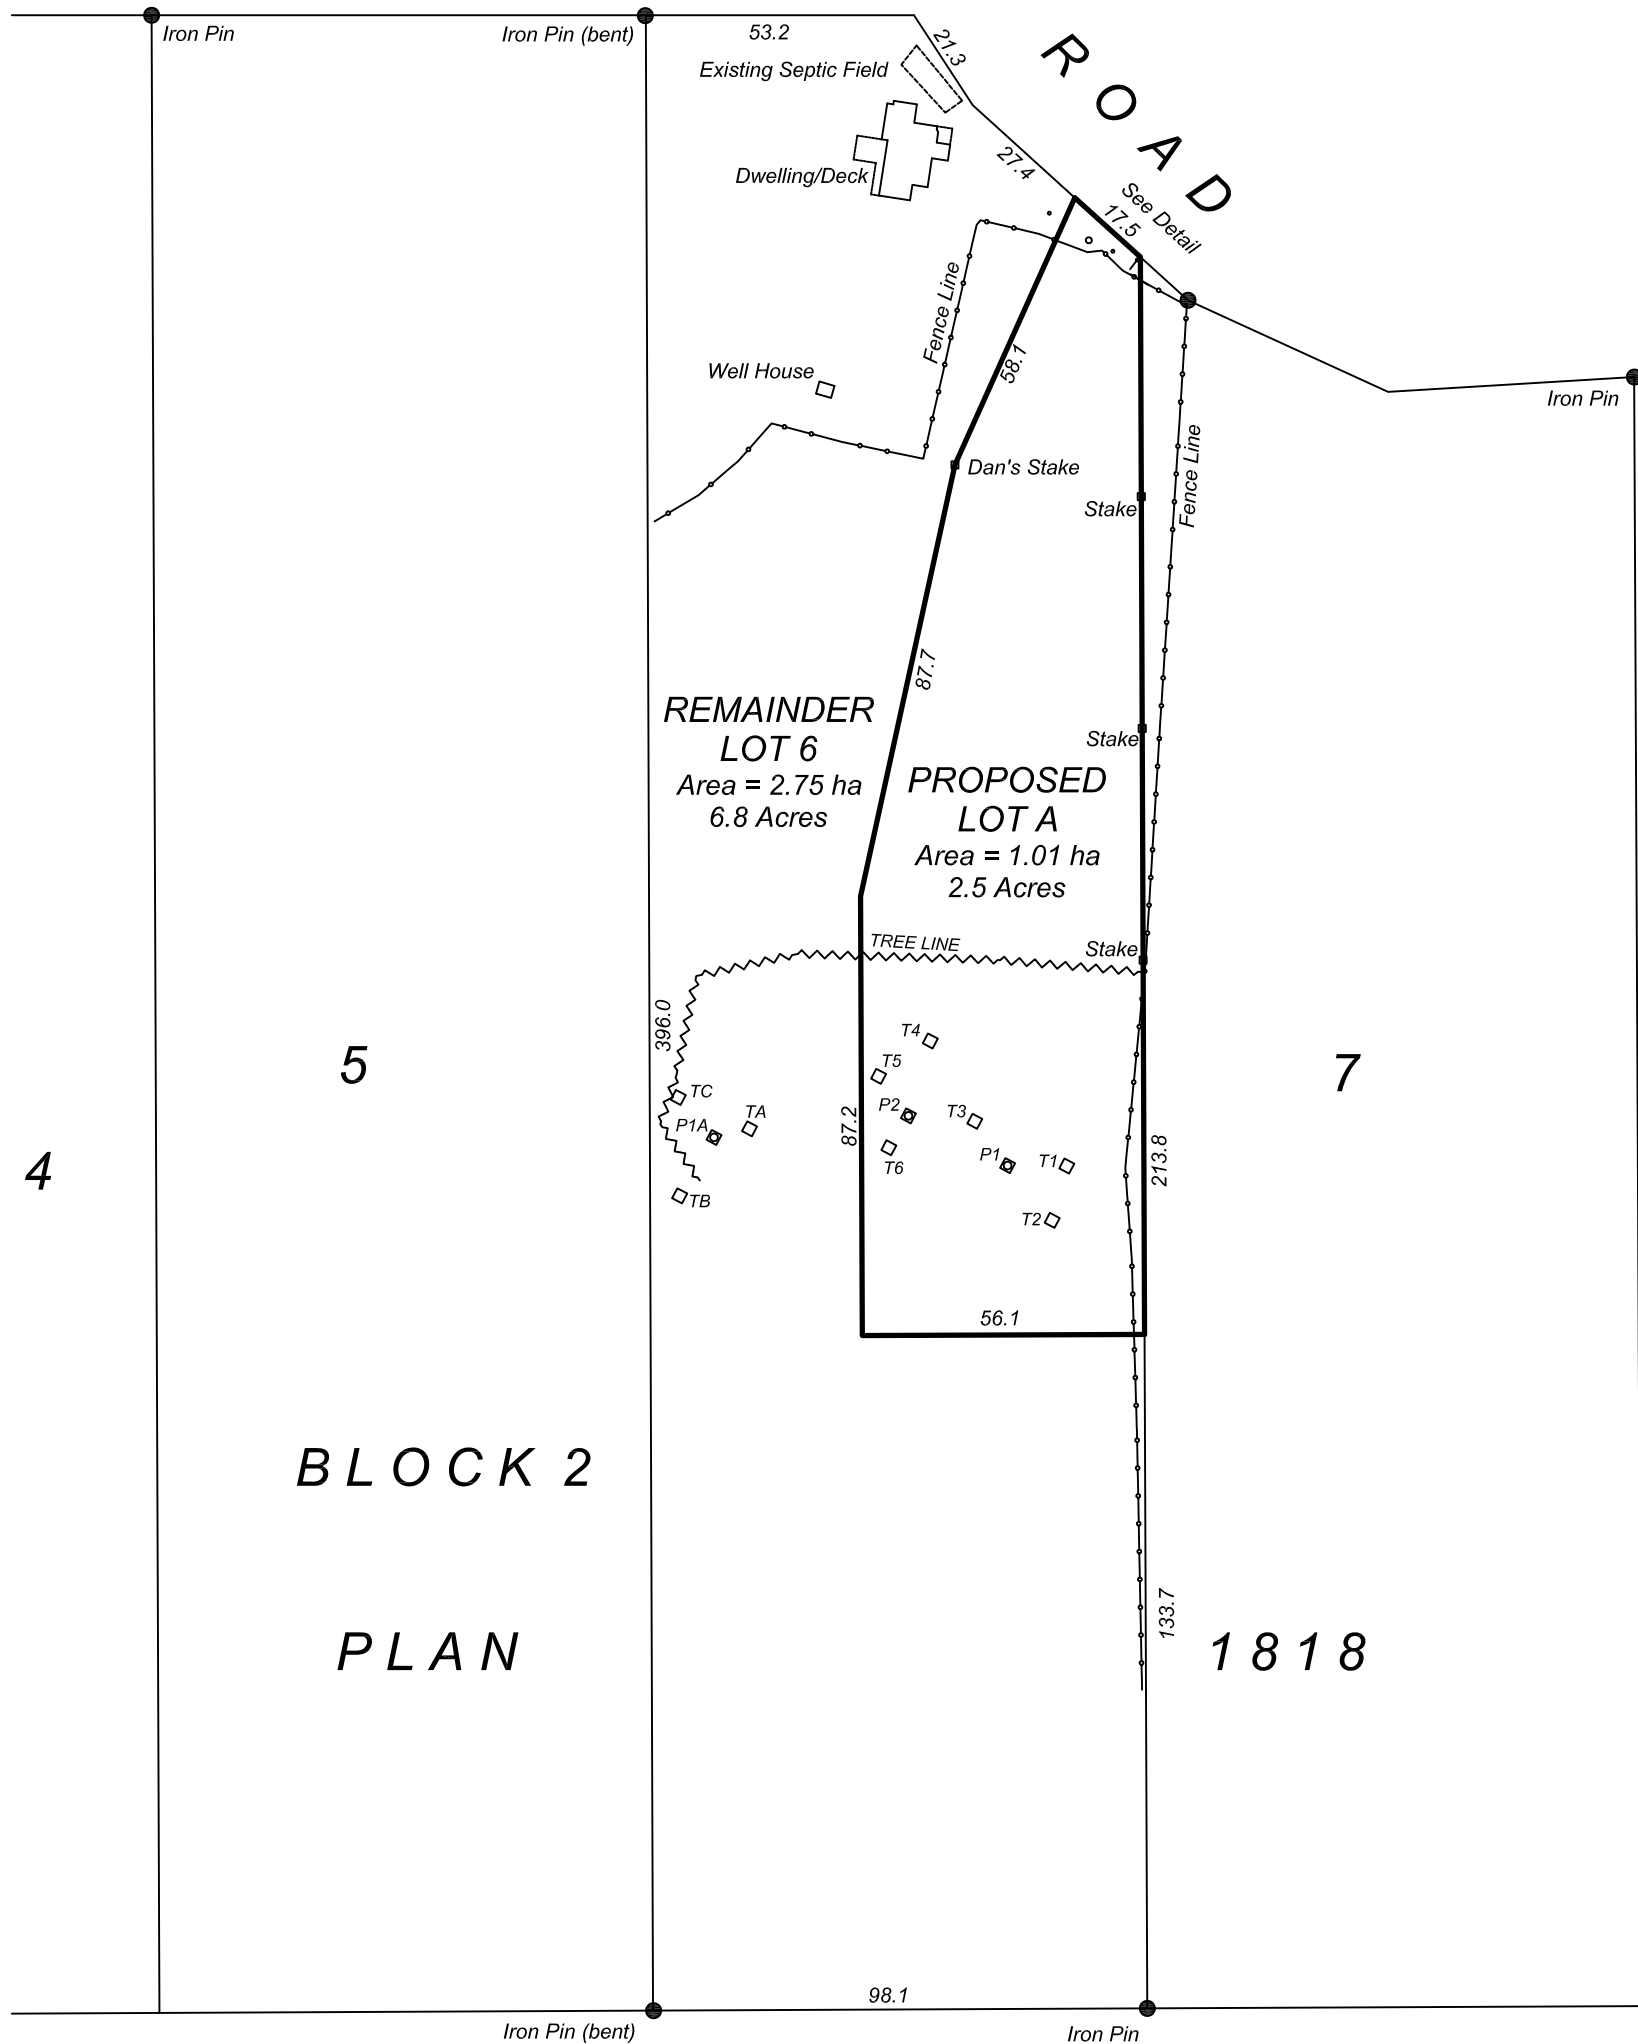 Iron Pin
Iron Pin (bent)
53.2
21.3
ROAD
Existing Septic Field
Dwelling/Deck
27.4
See Detail
17.5
Fence Line
58.1
Well House
Iron Pin
Dan's Stake
Stake
Fence Line
87.7
REMAINDER
LOT 6
Area = 2.75 ha
6.8 Acres
Stake
PROPOSED
LOT A
Area = 1.01 ha
2.5 Acres
TREE LINE
Stake
396.0
T4
T5
5
7
TC
TA
P1A
P2
T3
87.2
P1
T1
T6
213.8
4
TB
T2
56.1
BLOCK 2
133.7
PLAN
1818
98.1
Iron Pin (bent)
Iron Pin